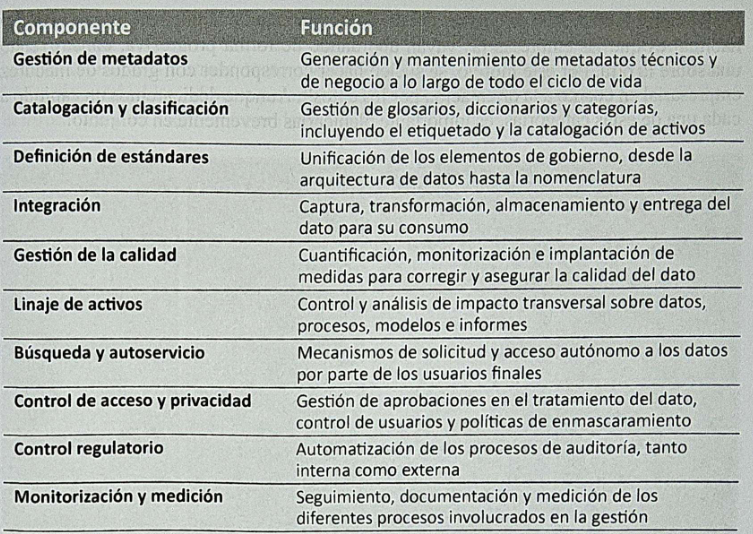 Componente Función
Gestión de metadatos Generación y mantenimiento de metadatos técnicos y
de negocio a lo largo de todo el ciclo de vida
Catalogación y clasificación Gestión de glosarios, diccionarios y categorías,
incluyendo el etiquetado y la catalogación de activos
Definición de estándares Unificación de los elementos de gobierno, desde la
arquitectura de datos hasta la nomenclatura
Integración Captura, transformación, almacenamiento y entrega del
dato para su consumo
Gestión de la calidad Cuantificación, monitorización e implantación de
medidas para corregir y asegurar la calidad del dato
Linaje de activos Control y análisis de impacto transversal sobre datos,
procesos, modelos e informes
Búsqueda y autoservicio Mecanismos de solicitud y acceso autónomo a los datos
por parte de los usuarios finales
Control de acceso y privacidad Gestión de aprobaciones en el tratamiento del dato,
control de usuarios y políticas de enmascaramiento
Control regulatorio Automatización de los procesos de auditoría, tanto
interna como externa
Monitorización y medición Seguimiento, documentación y medición de los
diferentes procesos involucrados en la gestión